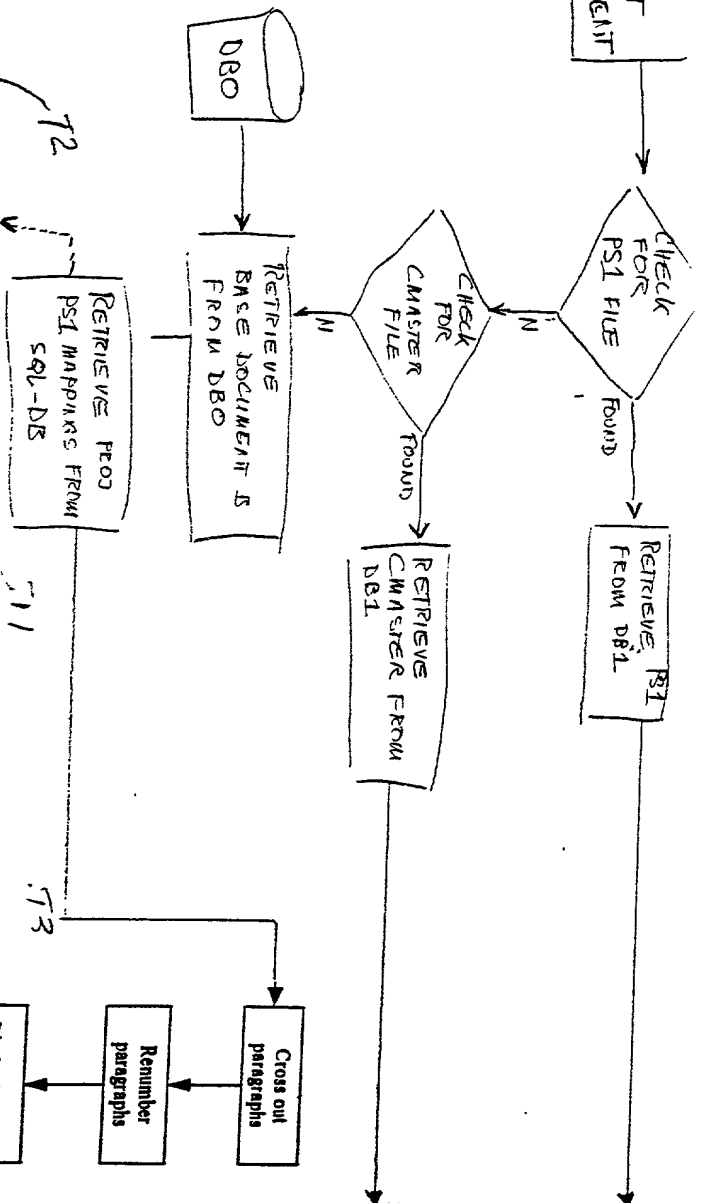 CHECK
FOR
PS1 FILE
FOUND
N
RETRIEVE PS1
FROM DB1
CHECK
FOR
CMASTER
FILE
FOUND
N
RETRIEVE
CMASTER FROM
DB1
DBO
RETRIEVE
BASE DOCUMENT B
FROM DBO
T2
RETRIEVE PROJ
PS1 MAPPINGS FROM
SQL-DB
T3
Cross out
paragraphs
Renumber
paragraphs